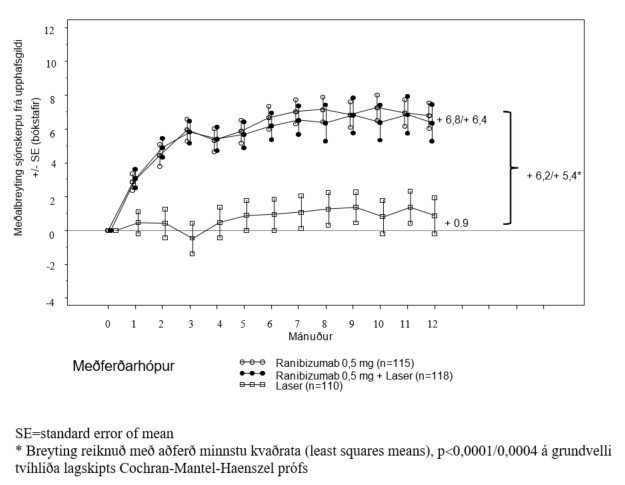 Meðalbreyting sjónskerpu frá upphafsgildi
+/- SE (bókstafir)
12
10
8
6
4
2
0
-2
-4
+ 6,8/+ 6,4
+ 6,2/+ 5,4*
+ 0.9
0 1 2 3 4 5 6 7 8 9 10 11 12
Mánuður
Meðferðarhópur
Ranibizumab 0,5 mg (n=115)
Ranibizumab 0,5 mg + Laser (n=118)
Laser (n=110)
SE=standard error of mean
* Breyting reiknuð með aðferð minnstu kvaðrata (least squares means), p<0,0001/0,0004 á grundvelli
tvíhliða lagskipts Cochran-Mantel-Haenszel prófs